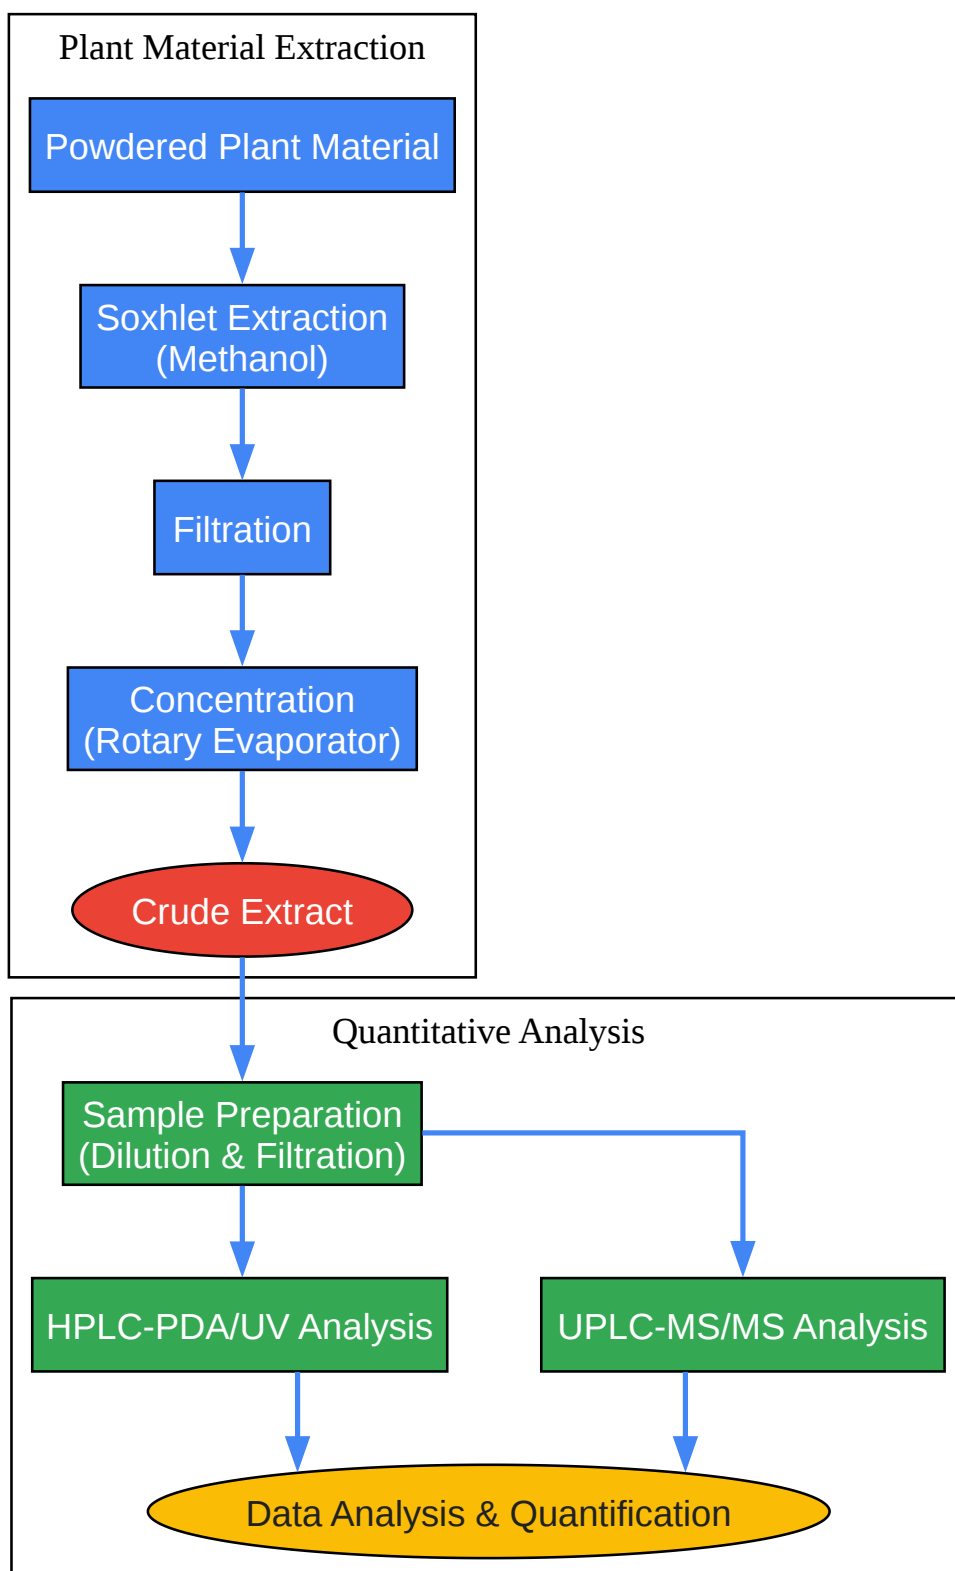 Plant Material Extraction
Powdered Plant Material
Soxhlet Extraction
(Methanol)
Filtration
Concentration
(Rotary Evaporator)
Crude Extract
Quantitative Analysis
Sample Preparation
(Dilution & Filtration)
HPLC-PDA/UV Analysis
UPLC-MS/MS Analysis
Data Analysis & Quantification